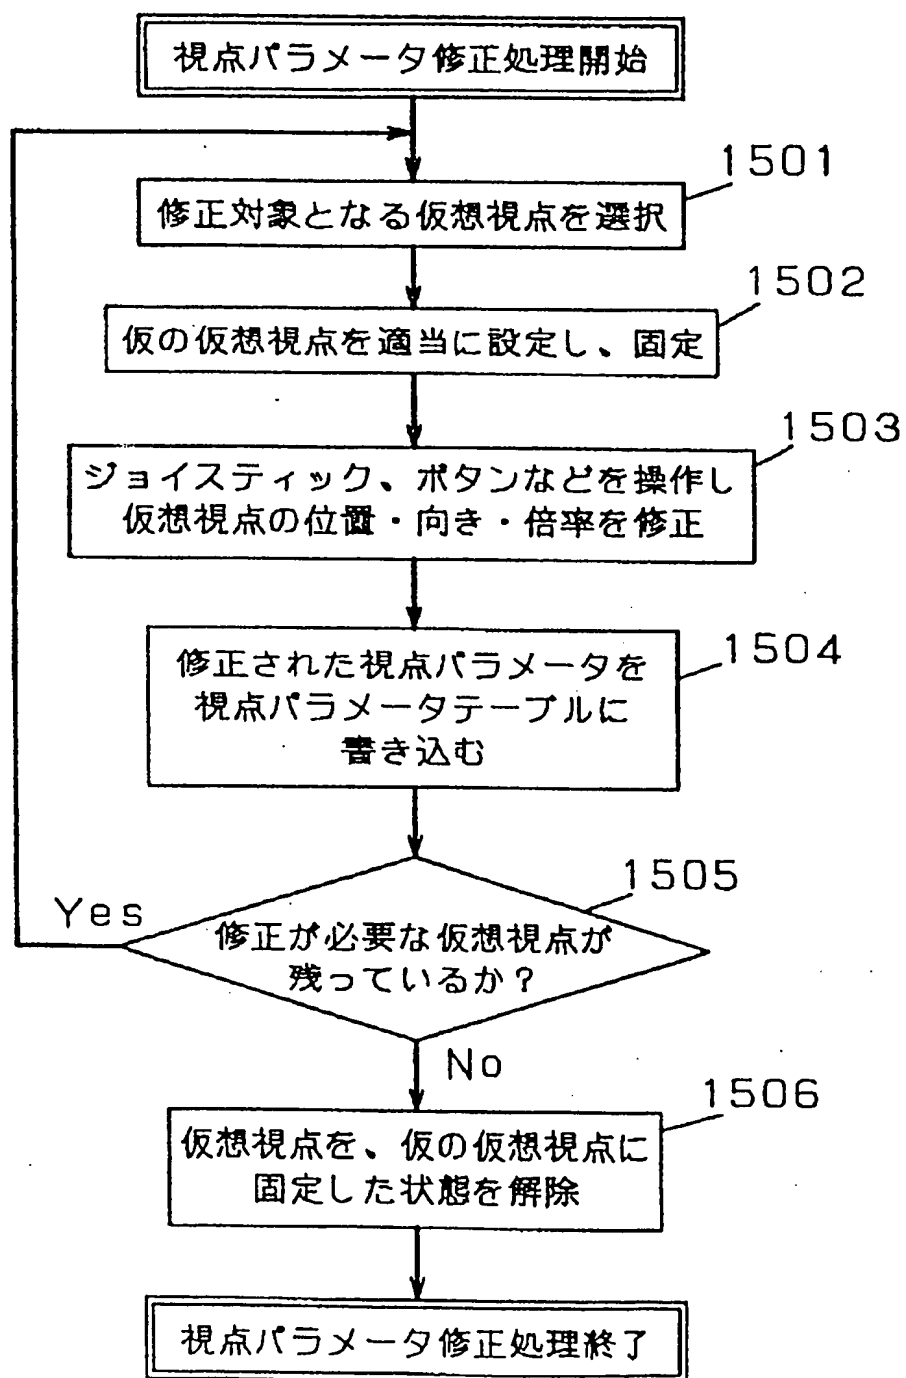 視点パラメータ修正処理開始
1501
修正対象となる仮想視点を選択
1502
仮の仮想視点を適当に設定し、固定
1503
ジョイスティック、ボタンなどを操作し
仮想視点の位置・向き・倍率を修正
1504
修正された視点パラメータを
視点パラメータテーブルに
書き込む
1505
Yes
修正が必要な仮想視点が
残っているか？
No
1506
仮想視点を、仮の仮想視点に
固定した状態を解除
視点パラメータ修正処理終了